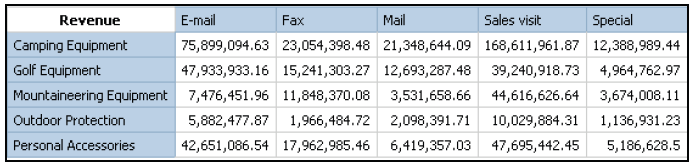 Revenue E-mail Fax Mail Sales visit Special
Camping Equipment 75,899,094.63 23,054,398.48 21,348,644.09 168,611,961.87 12,388,989.44
Golf Equipment 47,933,933.16 15,241,303.27 12,693,287.48 39,240,918.73 4,964,762.97
Mountaineering Equipment 7,476,451.96 11,848,370.08 3,531,658.66 44,616,626.64 3,674,008.11
Outdoor Protection 5,882,477.87 1,966,484.72 2,098,391.71 10,029,884.31 1,136,931.23
Personal Accessories 42,651,086.54 17,962,985.46 6,419,357.03 47,695,442.45 5,186,628.5